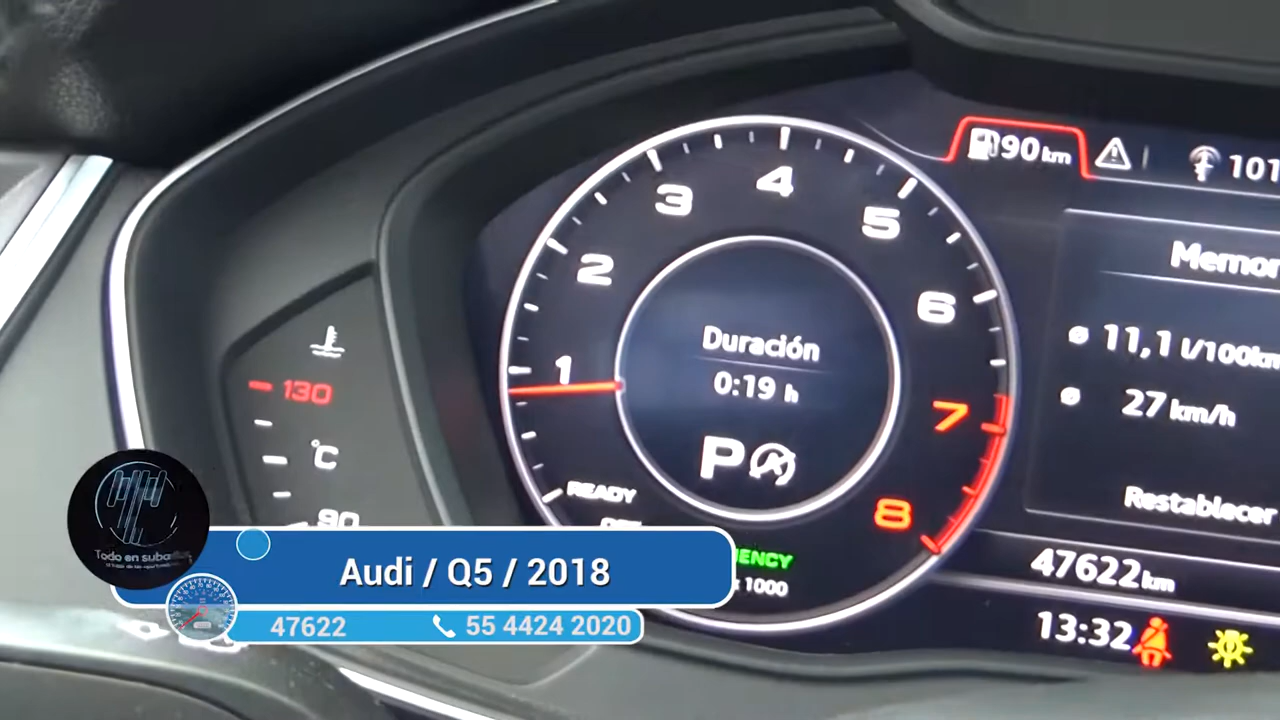 90 km
101
4
3
5
2
6
1
7
8
Memor
ø 11,1 l/100km
ø 27 km/h
Restablecer
Duración
0:19 h
P
READY
130
°C
90
47622 km
13:32
x 1000
Todo en subastas
Audi / Q5 / 2018
47622
55 4424 2020